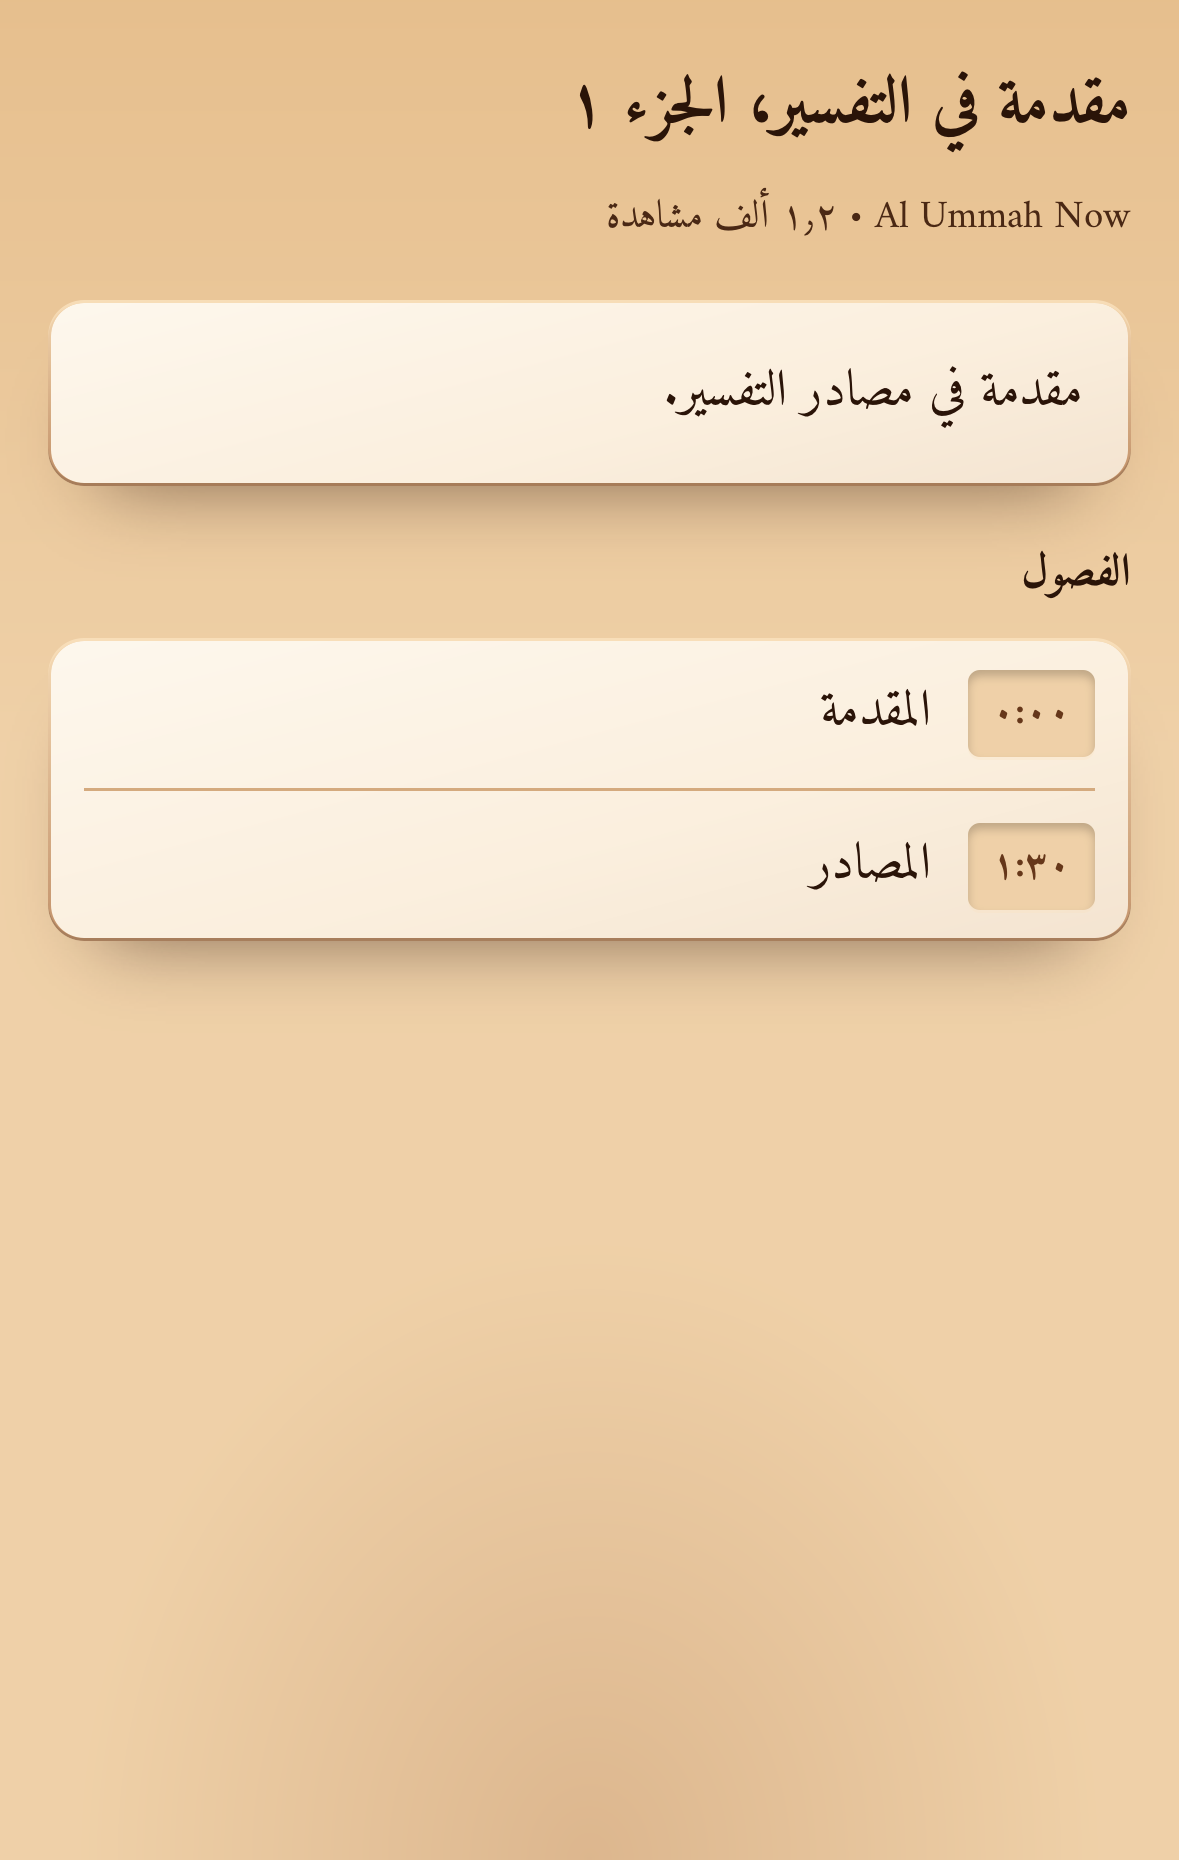 مقدمة في التفسير، الجزء ١
Al Ummah Now • ١٫٢ ألف مشاهدة
مقدمة في مصادر التفسير.
الفصول
٠:٠٠ المقدمة
١:٣٠ المصادر